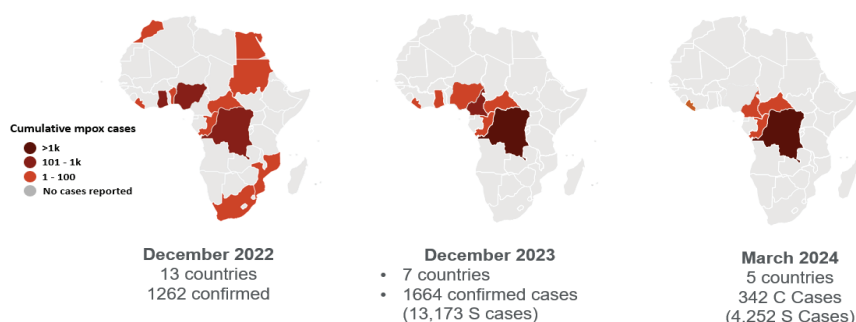 Cumulative mpox cases
>1k
101 - 1k
1 - 100
No cases reported
December 2022
13 countries
1262 confirmed
December 2023
• 7 countries
• 1664 confirmed cases
(13,173 S cases)
March 2024
5 countries
342 C Cases
(4,252 S Cases)